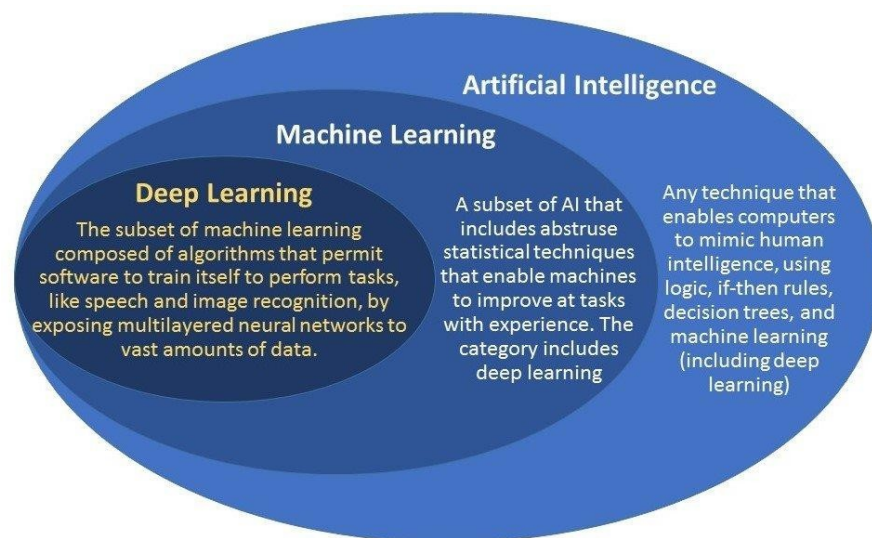 Artificial Intelligence
Machine Learning
Deep Learning
The subset of machine learning
composed of algorithms that permit
software to train itself to perform tasks,
like speech and image recognition, by
exposing multilayered neural networks to
vast amounts of data.
A subset of AI that
includes abstruse
statistical techniques
that enable machines
to improve at tasks
with experience. The
category includes
deep learning
Any technique that
enables computers
to mimic human
intelligence, using
logic, if-then rules,
decision trees, and
machine learning
(including deep
learning)